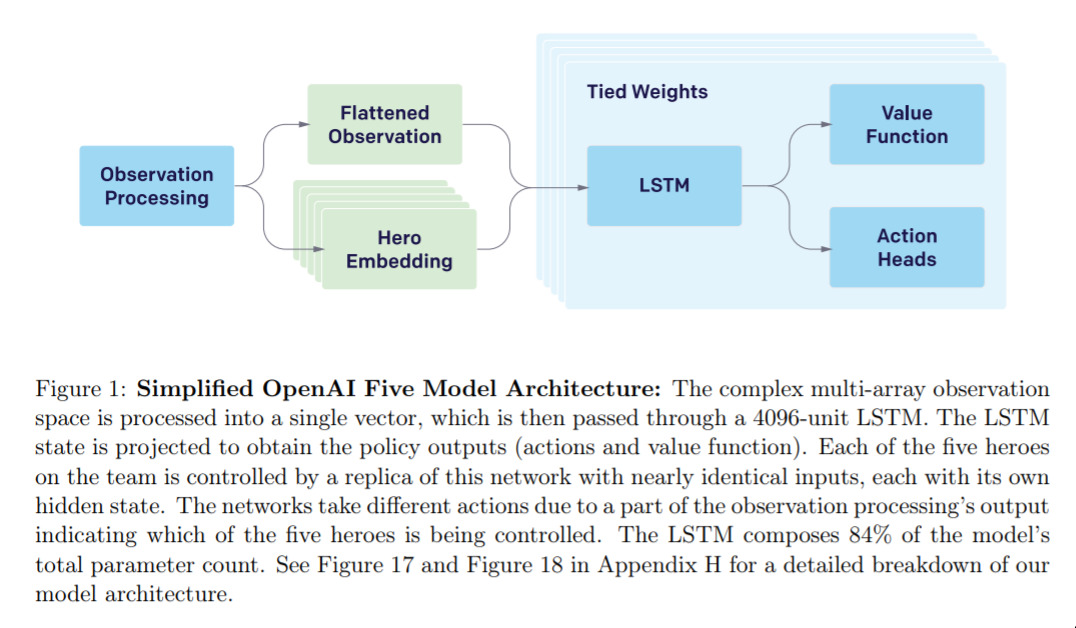 Observation
Processing
Flattened
Observation
Hero
Embedding
Tied Weights
LSTM
Value
Function
Action
Heads
Figure 1: Simplified OpenAI Five Model Architecture: The complex multi-array observation
space is processed into a single vector, which is then passed through a 4096-unit LSTM. The LSTM
state is projected to obtain the policy outputs (actions and value function). Each of the five heroes
on the team is controlled by a replica of this network with nearly identical inputs, each with its own
hidden state. The networks take different actions due to a part of the observation processing’s output
indicating which of the five heroes is being controlled. The LSTM composes 84% of the model’s
total parameter count. See Figure 17 and Figure 18 in Appendix H for a detailed breakdown of our
model architecture.